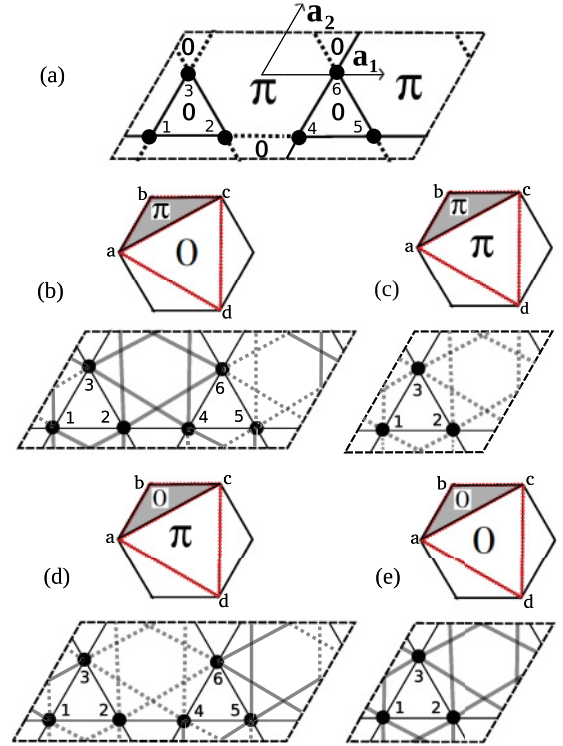 a₂
0 0
(a) a₁
3 π 6 π
0 0
1 2 4 5
0
b c b c
π π
a 0 a π
(b) d (c) d
3 6 3
1 2 4 5 1 2
b c b c
0 0
a π a 0
(d) d (e) d
3 6 3
1 2 4 5 1 2